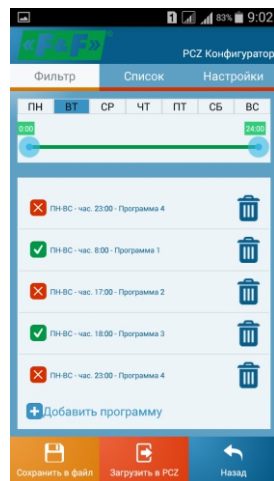 83% 9:02
«F&F»
PCZ Конфигуратор
Фильтр Список Настройки
ПН ВТ СР ЧТ ПТ СБ ВС
0:00 24:00
ПН-ВС - час. 23:00 - Программа 4
ПН-ВС - час. 8:00 - Программа 1
ПН-ВС - час. 17:00 - Программа 2
ПН-ВС - час. 18:00 - Программа 3
ПН-ВС - час. 23:00 - Программа 4
Добавить программу
Сохранить в файл Загрузить в PCZ Назад